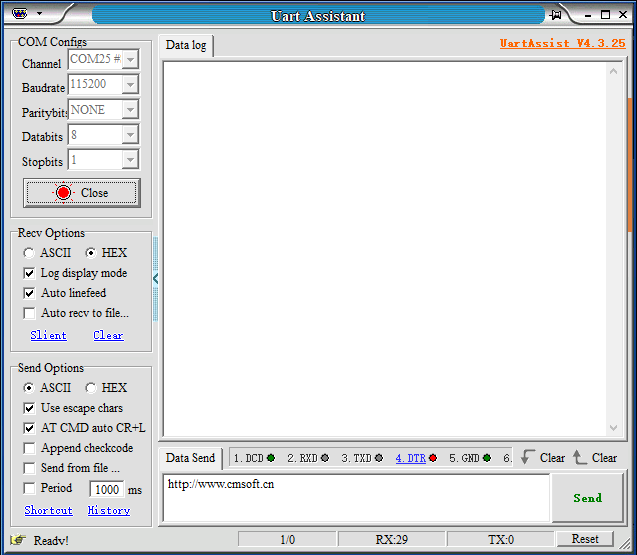 Uart Assistant
COM Configs
Channel COM25 #
Baudrate 115200
Paritybits NONE
Databits 8
Stopbits 1
Close
Recv Options
ASCII HEX
Log display mode
Auto linefeed
Auto recv to file...
Slient Clear
Send Options
ASCII HEX
Use escape chars
AT CMD auto CR+L
Append checkcode
Send from file ...
Period 1000 ms
Shortcut History
Data log
UartAssist V4.3.25
Data Send 1.DCD 2.RXD 3.TXD 4.DTR 5.GND 6. Clear Clear
http://www.cmsoft.cn
Send
Ready! 1/0 RX:29 TX:0 Reset